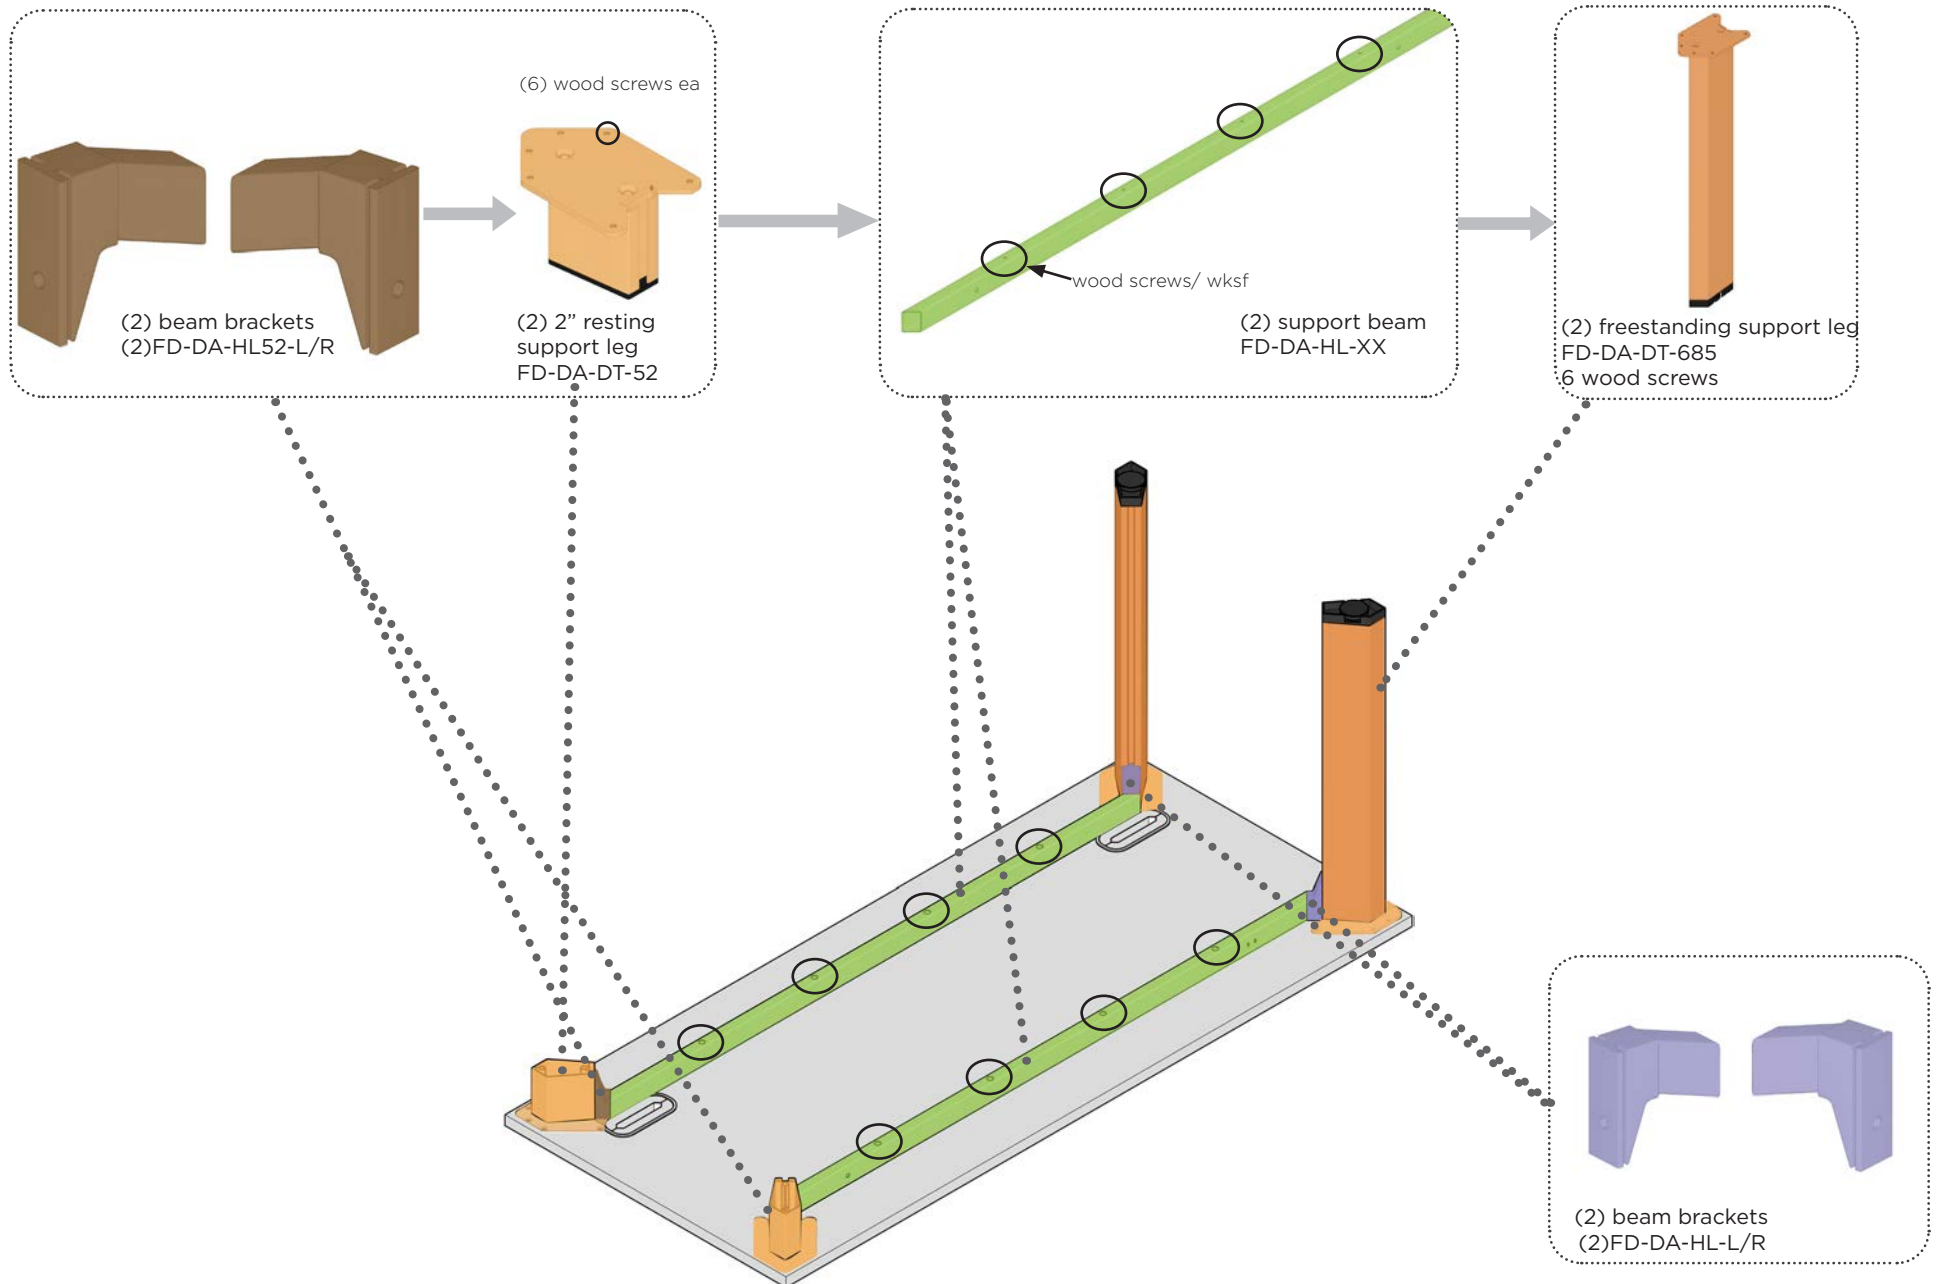 (6) wood screws ea
(2) beam brackets
(2)FD-DA-HL52-L/R
(2) 2” resting
support leg
FD-DA-DT-52
wood screws/ wksf
(2) support beam
FD-DA-HL-XX
(2) freestanding support leg
FD-DA-DT-685
6 wood screws
(2) beam brackets
(2)FD-DA-HL-L/R